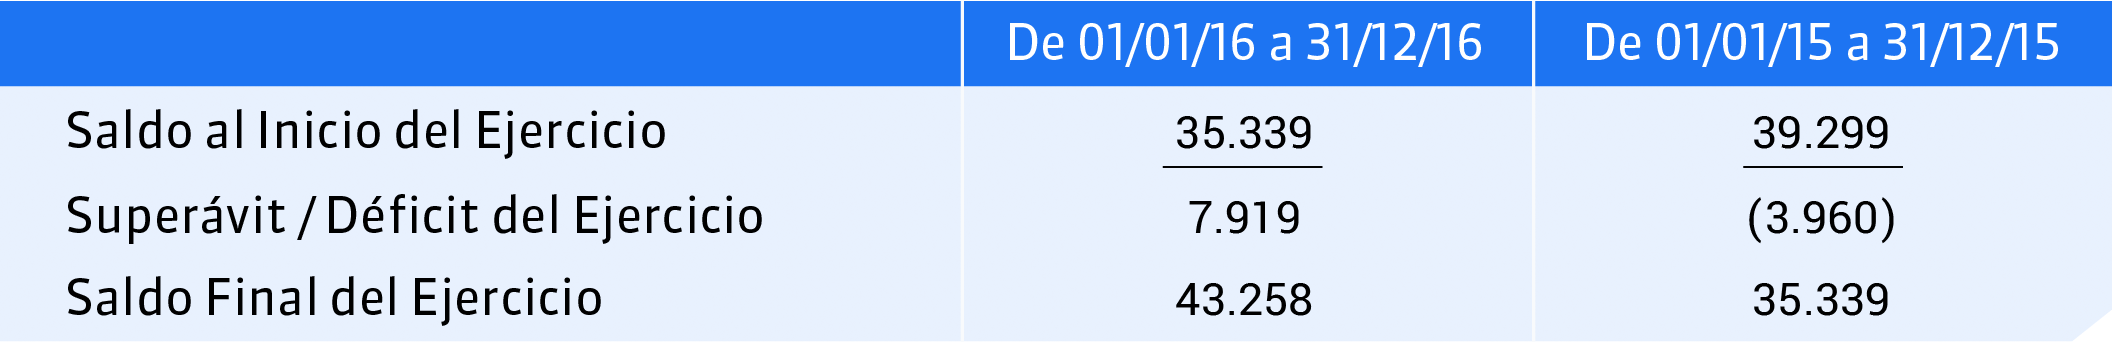 De 01/01/16 a 31/12/16 De 01/01/15 a 31/12/15
Saldo al Inicio del Ejercicio 35.339 39.299
Superávit / Déficit del Ejercicio 7.919 (3.960)
Saldo Final del Ejercicio 43.258 35.339